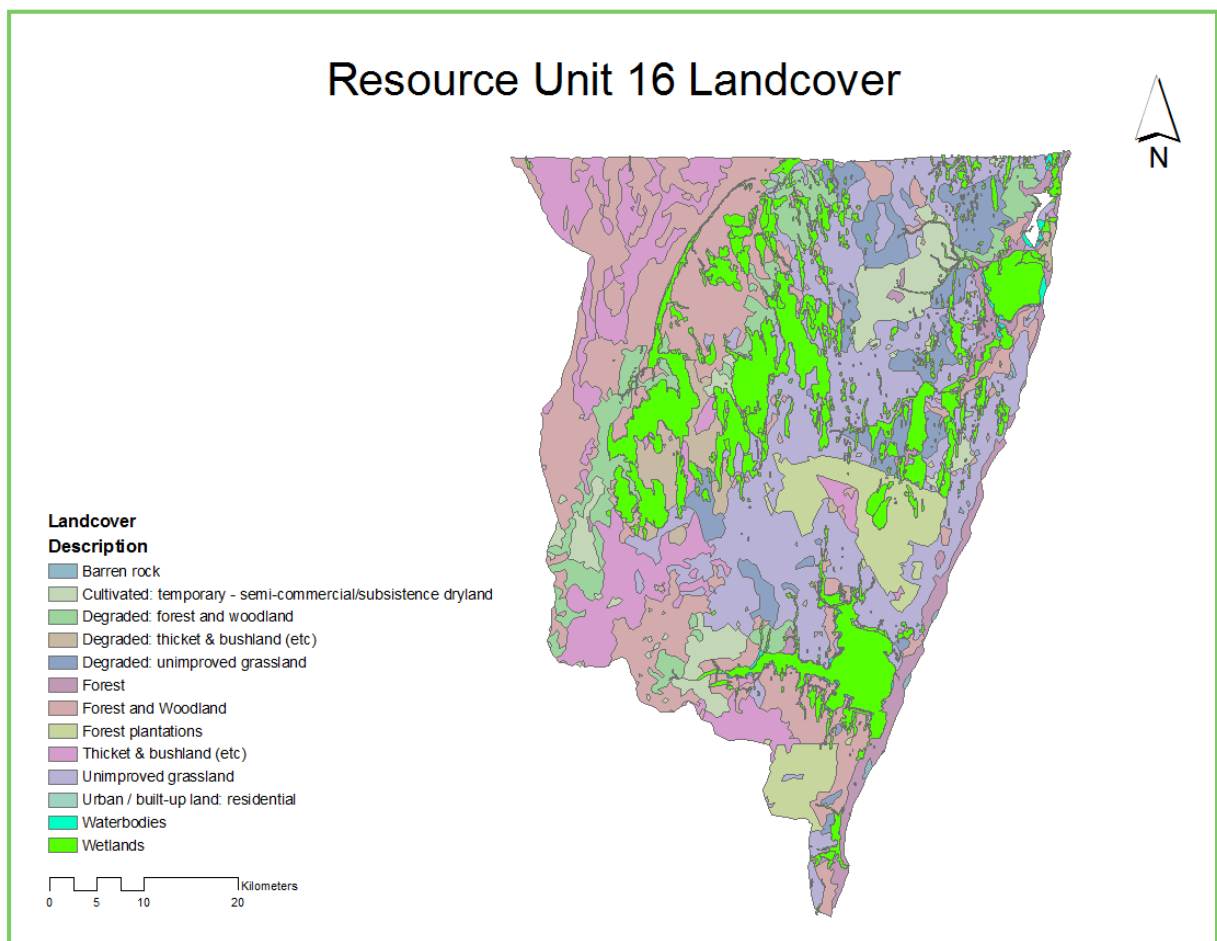 Resource Unit 16 Landcover
N
Landcover
Description
Barren rock
Cultivated: temporary - semi-commercial/subsistence dryland
Degraded: forest and woodland
Degraded: thicket & bushland (etc)
Degraded: unimproved grassland
Forest
Forest and Woodland
Forest plantations
Thicket & bushland (etc)
Unimproved grassland
Urban / built-up land: residential
Waterbodies
Wetlands
Kilometers
0 5 10 20